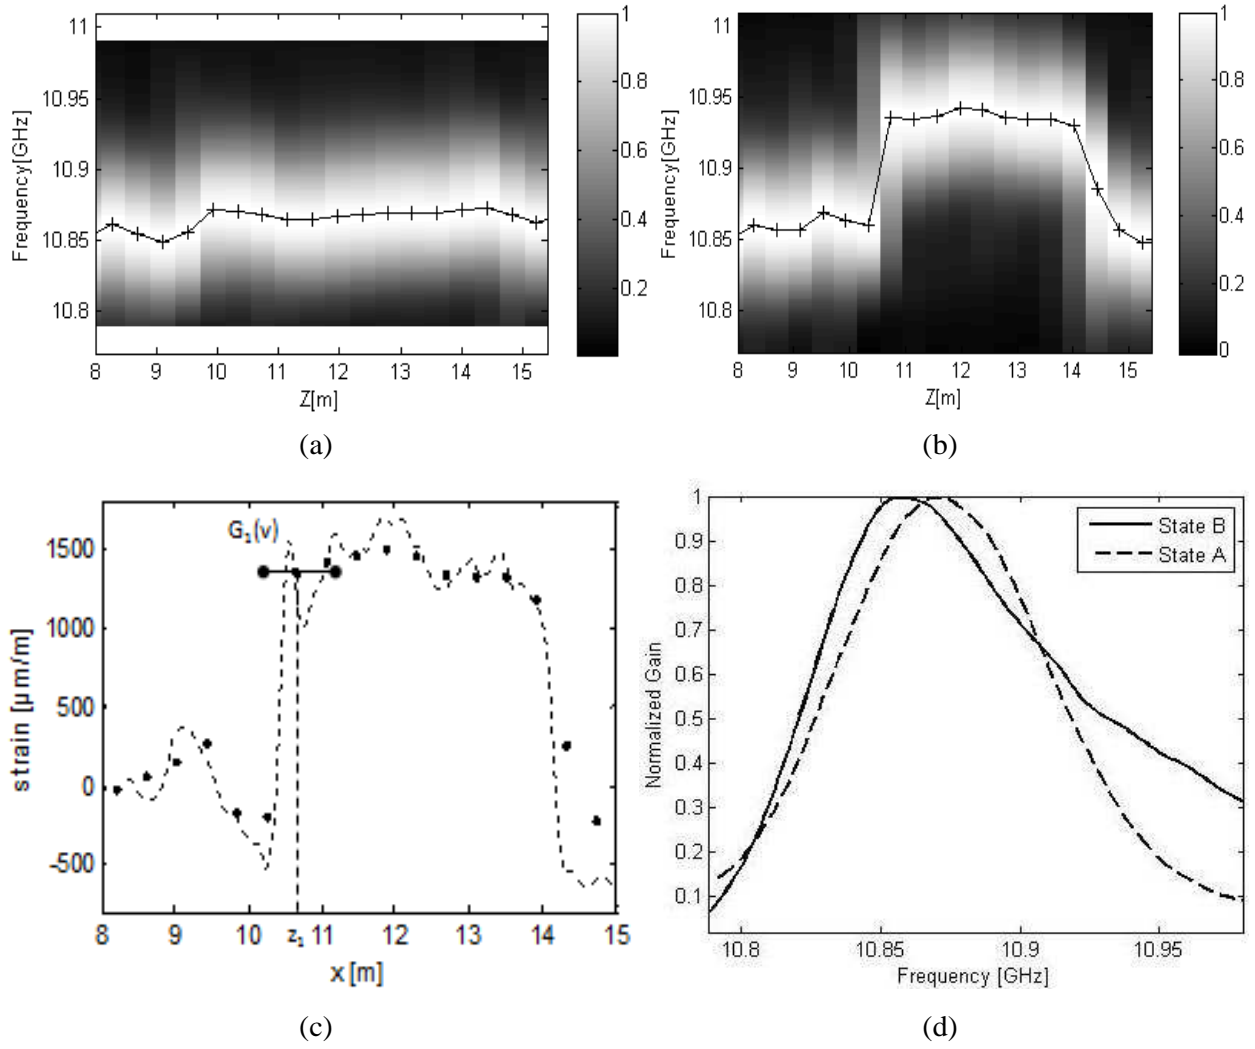 11
10.95
10.9
10.85
10.8
Frequency[GHz]
8 9 10 11 12 13 14 15
Z[m]
1
0.8
0.6
0.4
0.2
(a)
11
10.95
10.9
10.85
10.8
Frequency[GHz]
8 9 10 11 12 13 14 15
Z[m]
1
0.8
0.6
0.4
0.2
0
(b)
1500
1000
500
0
-500
strain [µm/m]
G₁(v)
8 9 10 z₁ 11 12 13 14 15
x [m]
(c)
1
0.9
0.8
0.7
0.6
0.5
0.4
0.3
0.2
0.1
Normalized Gain
State B
State A
10.8 10.85 10.9 10.95
Frequency [GHz]
(d)